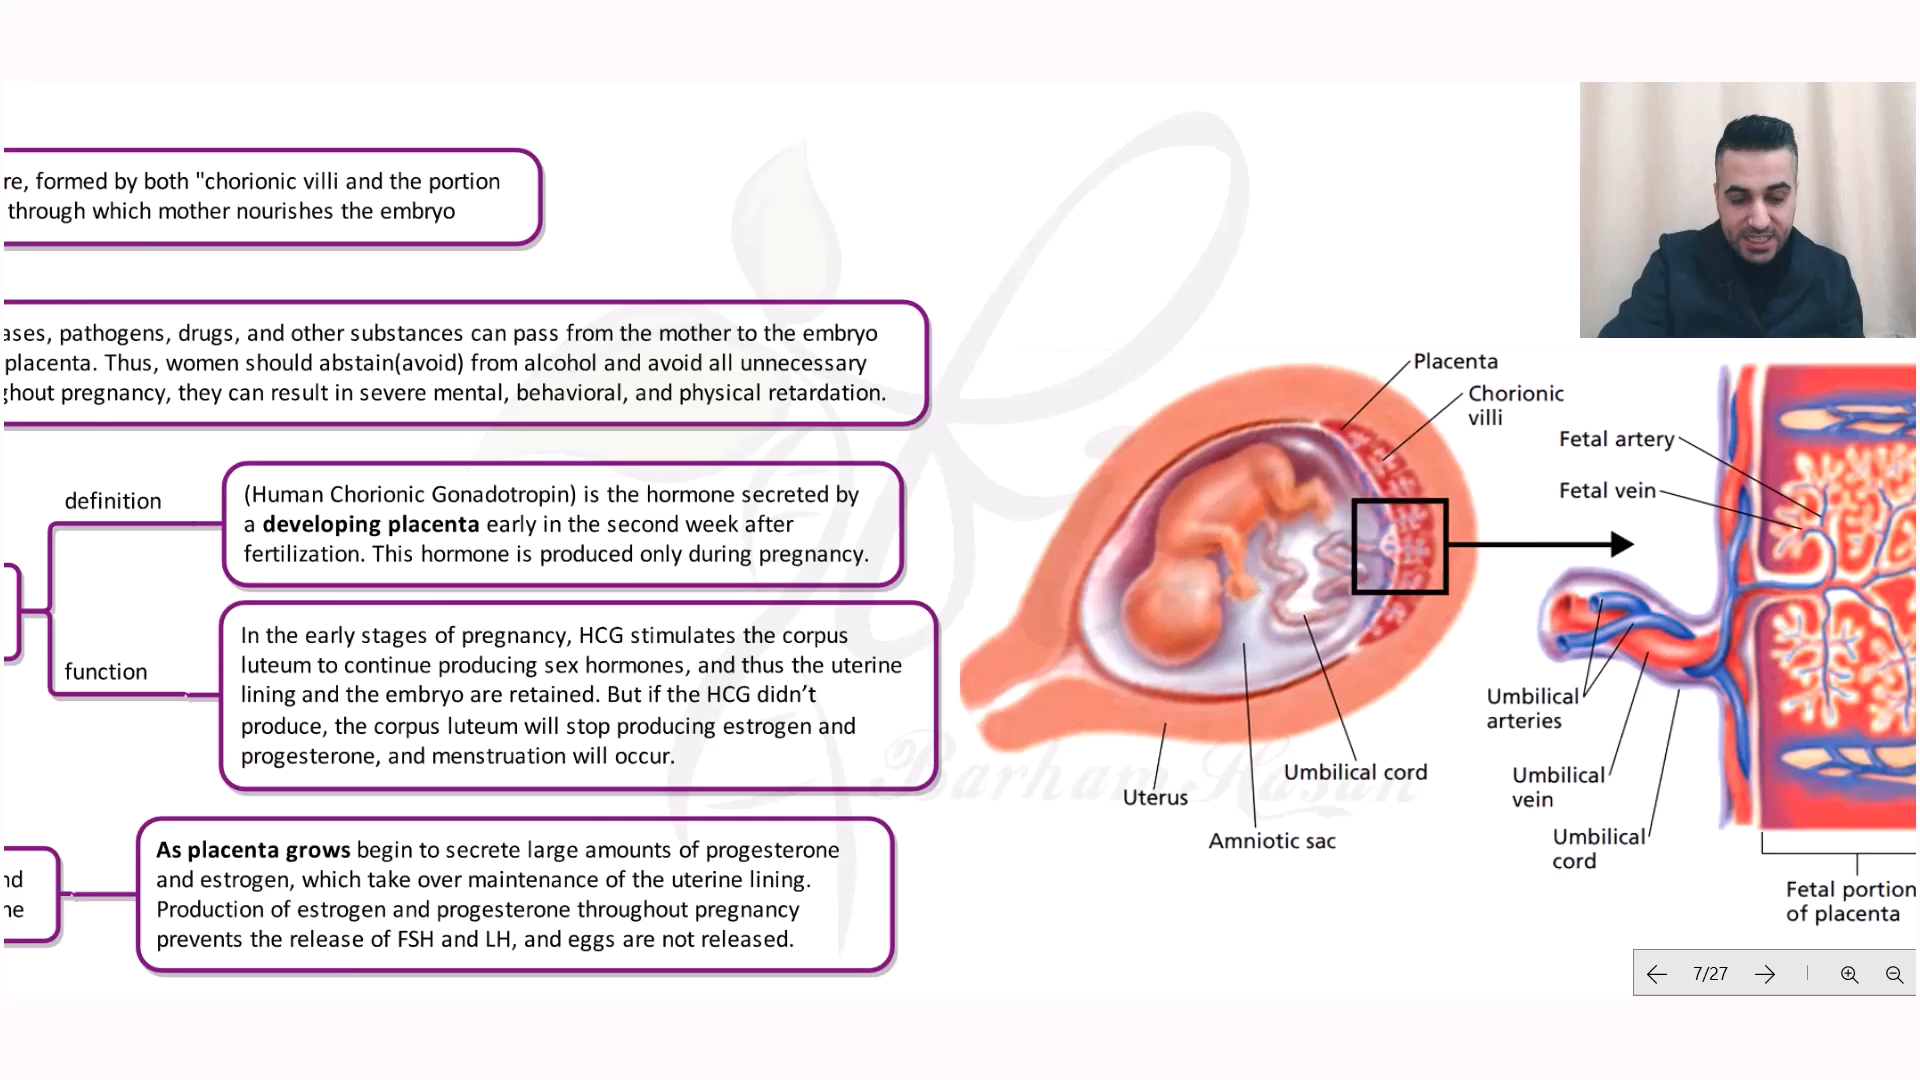 re, formed by both "chorionic villi and the portion
through which mother nourishes the embryo
ases, pathogens, drugs, and other substances can pass from the mother to the embryo
placenta. Thus, women should abstain(avoid) from alcohol and avoid all unnecessary
ghout pregnancy, they can result in severe mental, behavioral, and physical retardation.
definition
(Human Chorionic Gonadotropin) is the hormone secreted by
a developing placenta early in the second week after
fertilization. This hormone is produced only during pregnancy.
function
In the early stages of pregnancy, HCG stimulates the corpus
luteum to continue producing sex hormones, and thus the uterine
lining and the embryo are retained. But if the HCG didn't
produce, the corpus luteum will stop producing estrogen and
progesterone, and menstruation will occur.
nd
ne
As placenta grows begin to secrete large amounts of progesterone
and estrogen, which take over maintenance of the uterine lining.
Production of estrogen and progesterone throughout pregnancy
prevents the release of FSH and LH, and eggs are not released.
Placenta
Chorionic
villi
Fetal artery
Fetal vein
Umbilical
arteries
Umbilical
vein
Umbilical
cord
Umbilical cord
Uterus
Amniotic sac
Fetal portion
of placenta
Barham Hasan
7/27